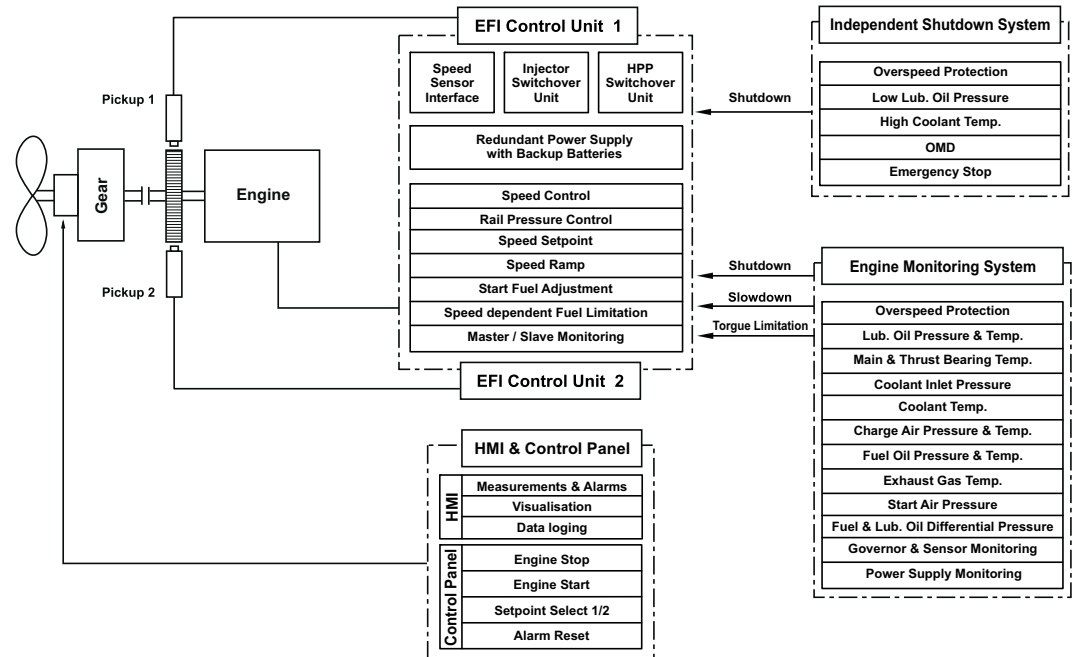 EFI Control Unit 1
Speed
Sensor
Interface
Injector
Switchover
Unit
HPP
Switchover
Unit
Redundant Power Supply
with Backup Batteries
Speed Control
Rail Pressure Control
Speed Setpoint
Speed Ramp
Start Fuel Adjustment
Speed dependent Fuel Limitation
Master / Slave Monitoring
EFI Control Unit 2
Pickup 1
Gear
Engine
Pickup 2
Independent Shutdown System
Overspeed Protection
Low Lub. Oil Pressure
High Coolant Temp.
OMD
Emergency Stop
Shutdown
Shutdown
Slowdown
Torgue Limitation
Engine Monitoring System
Overspeed Protection
Lub. Oil Pressure & Temp.
Main & Thrust Bearing Temp.
Coolant Inlet Pressure
Coolant Temp.
Charge Air Pressure & Temp.
Fuel Oil Pressure & Temp.
Exhaust Gas Temp.
Start Air Pressure
Fuel & Lub. Oil Differential Pressure
Governor & Sensor Monitoring
Power Supply Monitoring
HMI & Control Panel
HMI
Measurements & Alarms
Visualisation
Data loging
Control Panel
Engine Stop
Engine Start
Setpoint Select 1/2
Alarm Reset